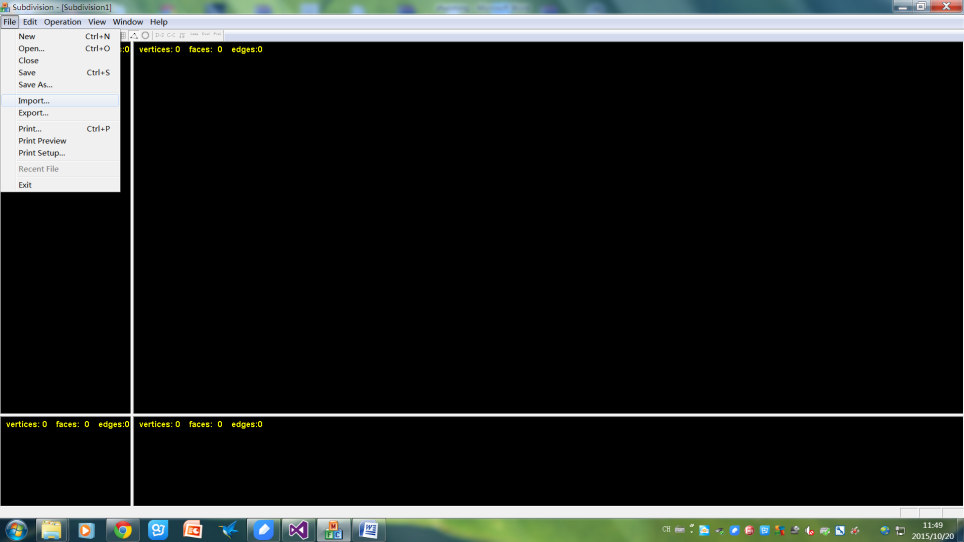 Subdivision - [Subdivision1]
File Edit Operation View Window Help
New Ctrl+N
Open... Ctrl+O
Close
Save Ctrl+S
Save As...
Import...
Export...
Print... Ctrl+P
Print Preview
Print Setup...
Recent File
Exit
:0
vertices: 0 faces: 0 edges:0
vertices: 0 faces: 0 edges:0
vertices: 0 faces: 0 edges:0
CH
11:49
2015/10/20